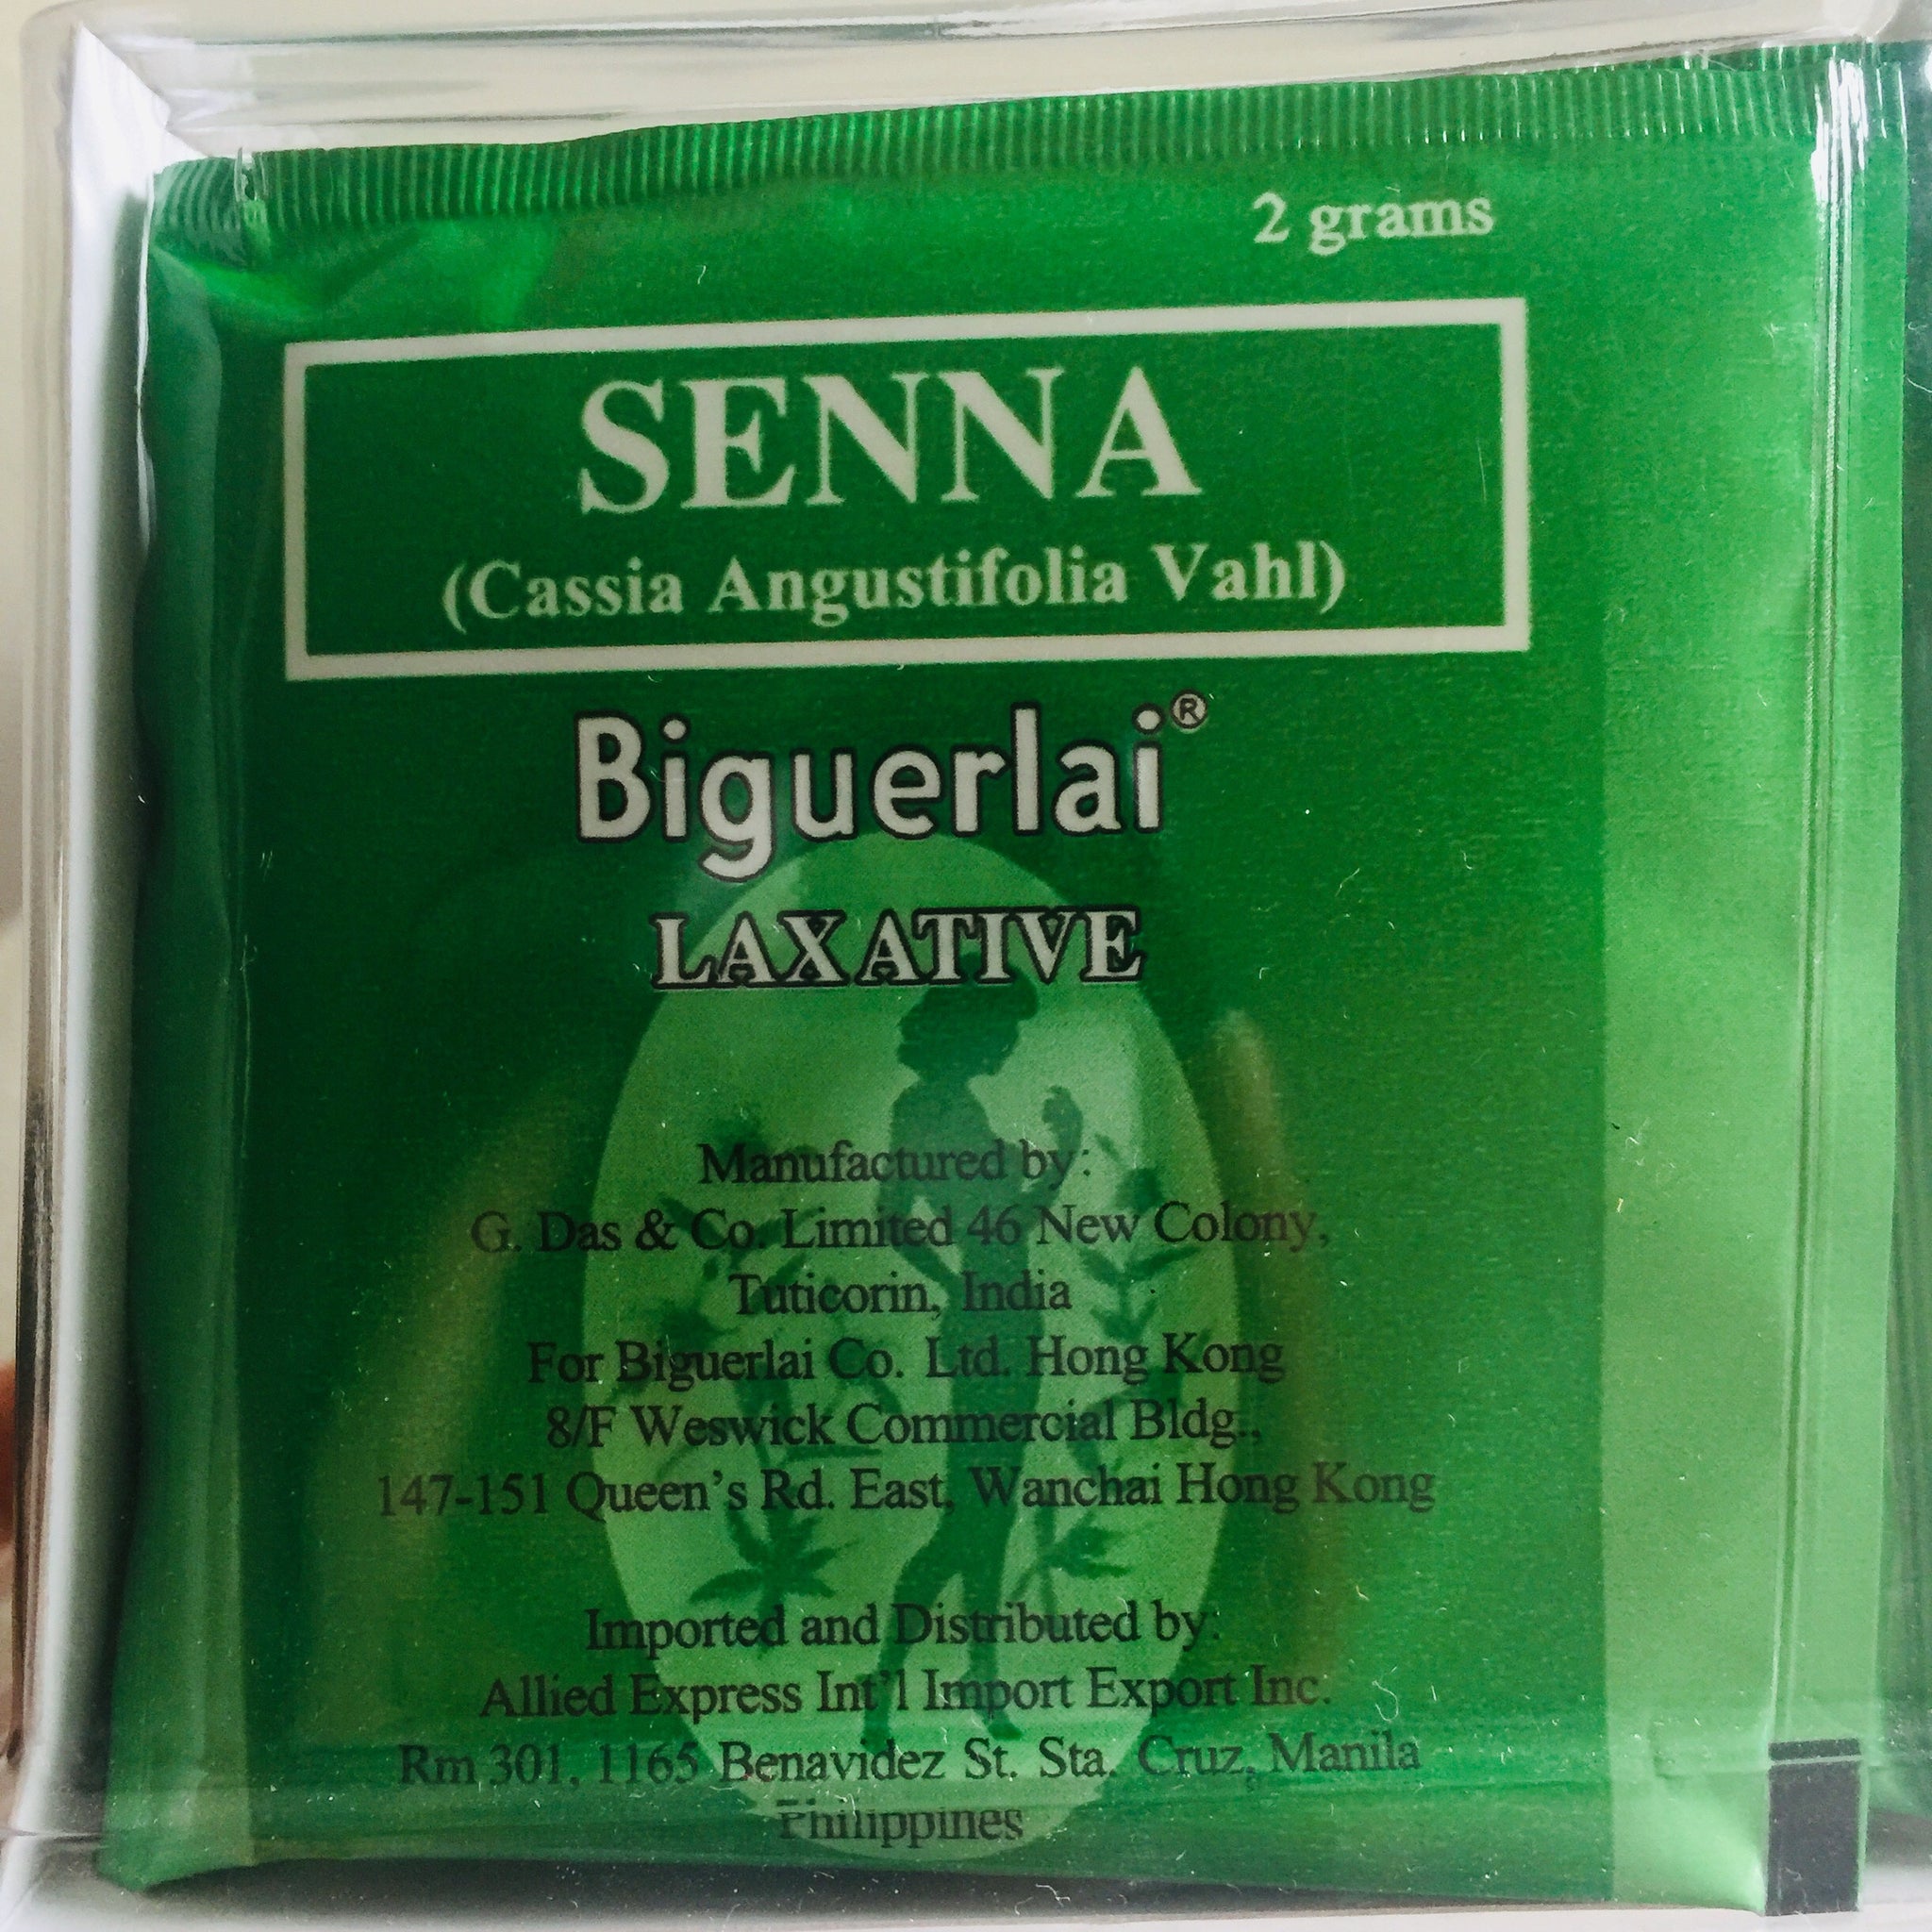 2 grams
SENNA
(Cassia Angustifolia Vahl)
Biguerlai®
LAXATIVE
Manufactured by:
G. Das & Co. Limited 46 New Colony,
Tuticorin, India
For Biguerlai Co. Ltd. Hong Kong
8/F Weswick Commercial Bldg.,
147-151 Queen's Rd. East, Wanchai Hong Kong
Imported and Distributed by:
Allied Express Int'l Import Export Inc.
Rm 301, 1165 Benavidez St. Sta. Cruz, Manila
Philippines